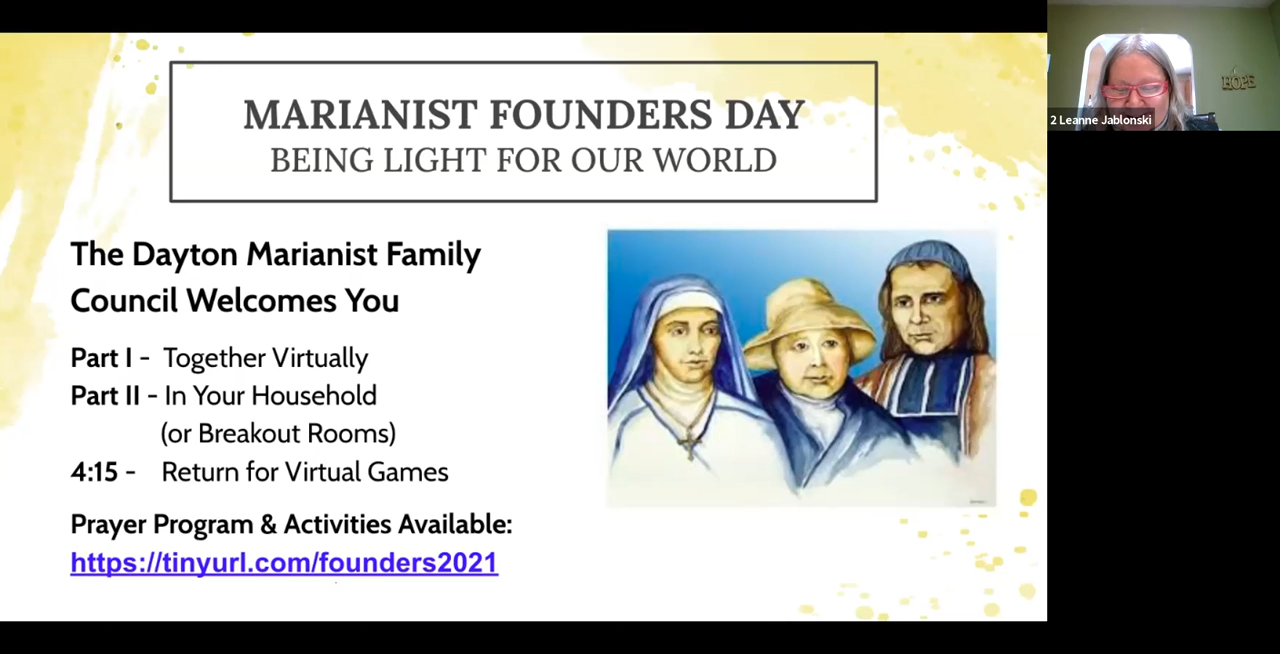 MARIANIST FOUNDERS DAY
BEING LIGHT FOR OUR WORLD
The Dayton Marianist Family
Council Welcomes You
Part I - Together Virtually
Part II - In Your Household
(or Breakout Rooms)
4:15 - Return for Virtual Games
Prayer Program & Activities Available:
https://tinyurl.com/founders2021
HOPE
2 Leanne Jablonski